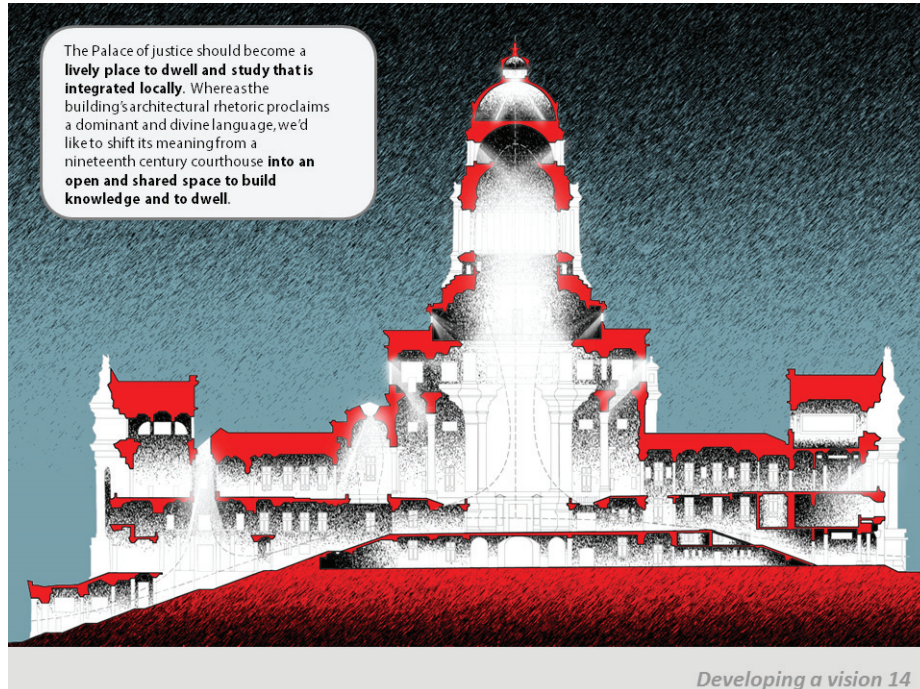 The Palace of justice should become a
lively place to dwell and study that is
integrated locally. Whereas the
building's architectural rhetoric proclaims
a dominant and divine language, we'd
like to shift its meaning from a
nineteenth century courthouse into an
open and shared space to build
knowledge and to dwell.
Developing a vision 14